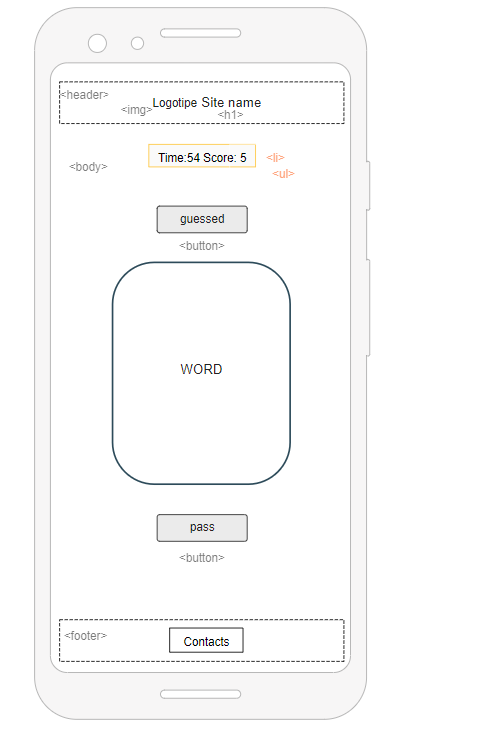 <header>
<img> Logotipe Site name
<h1>
Time:54 Score: 5 <li>
<body> <ul>
guessed
<button>
WORD
pass
<button>
<footer> Contacts